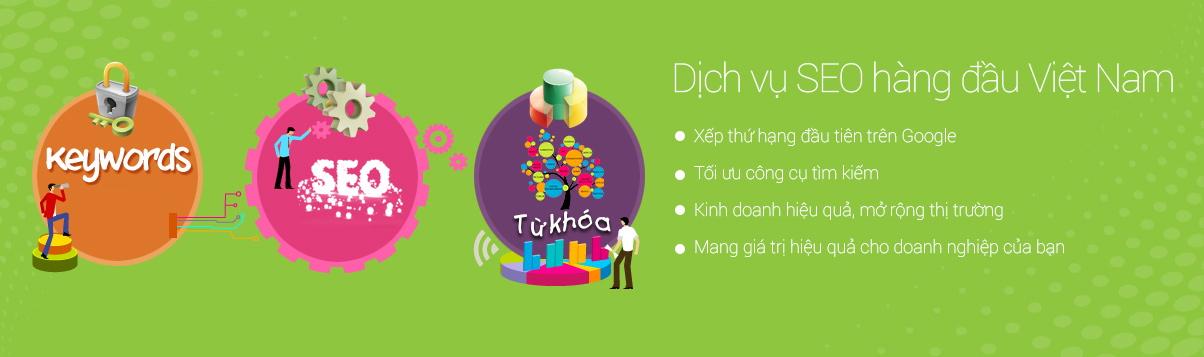 Keywords
SEO
Từ khóa
Dịch vụ SEO hàng đầu Việt Nam
Xếp thứ hạng đầu tiên trên Google
Tối ưu công cụ tìm kiếm
Kinh doanh hiệu quả, mở rộng thị trường
Mang giá trị hiệu quả cho doanh nghiệp của bạn